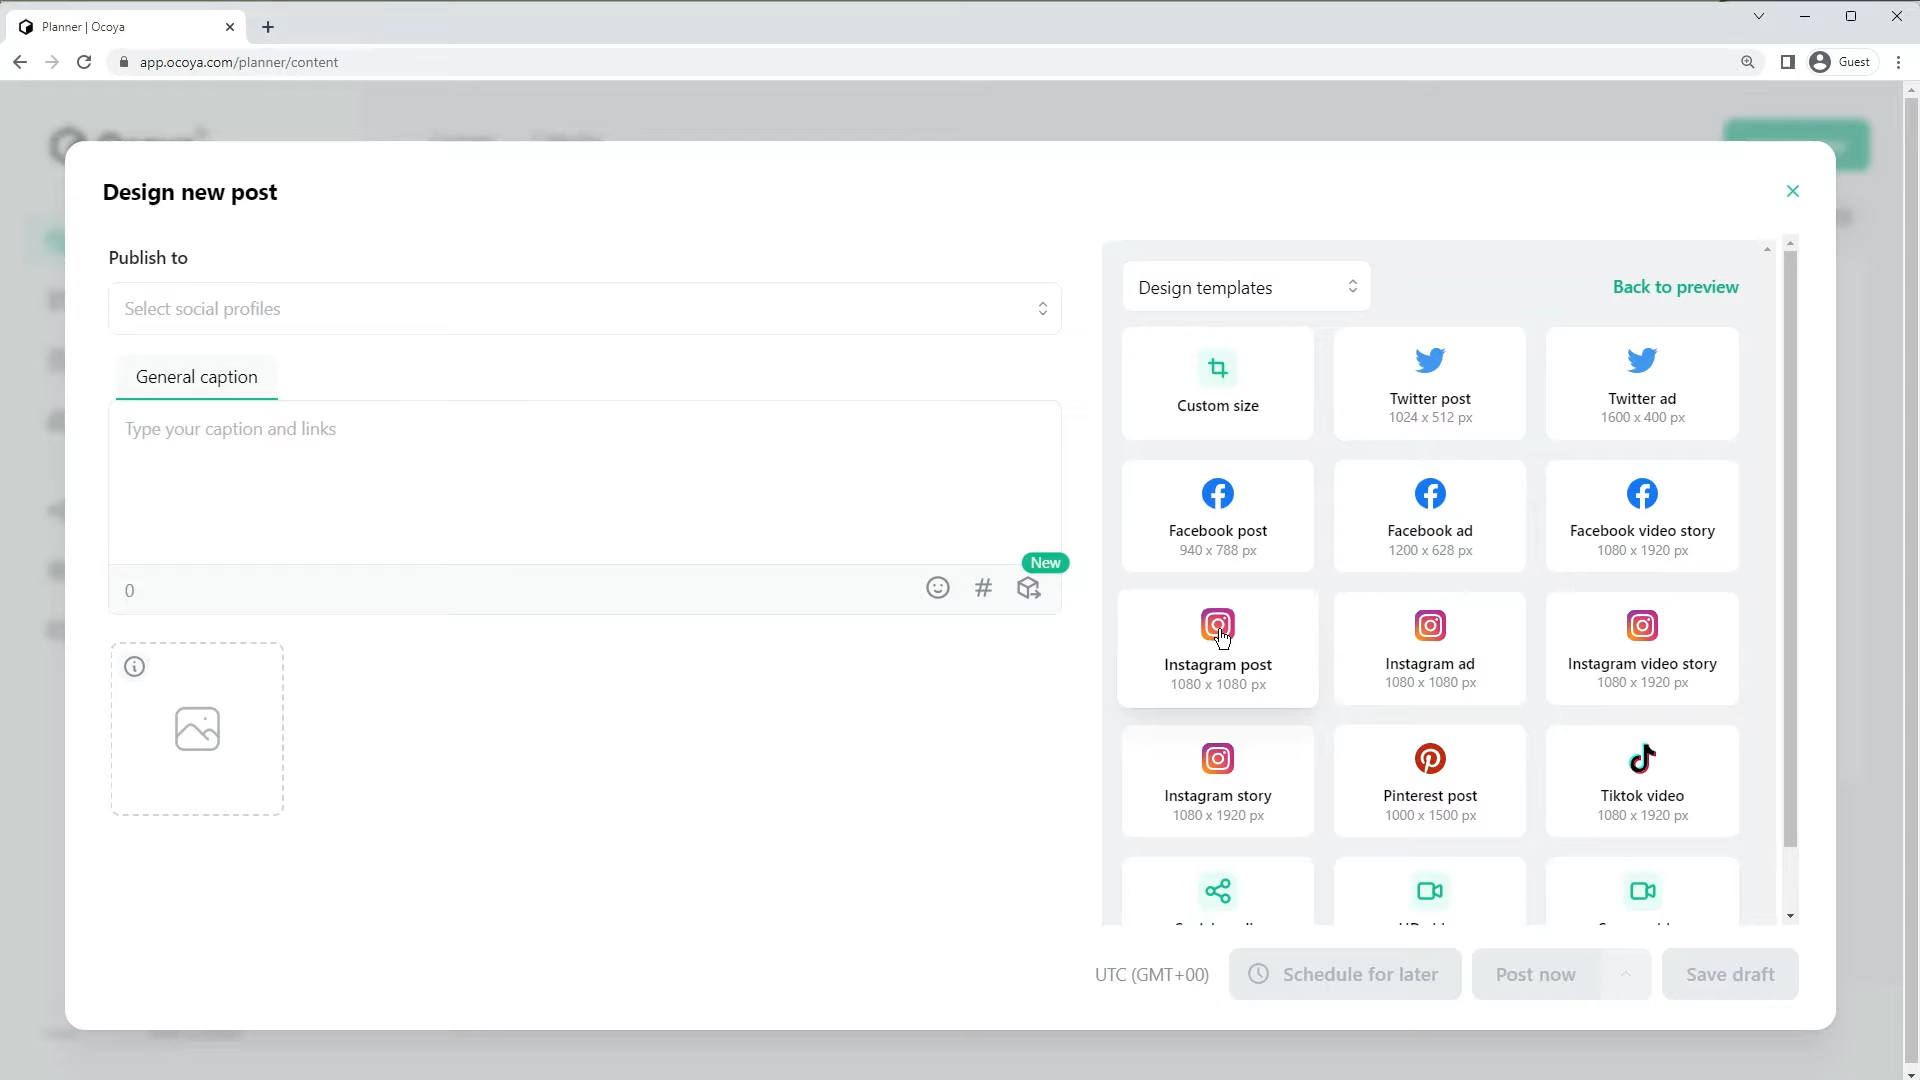 Planner | Ocoya
app.ocoya.com/planner/content
Guest
Design new post
Publish to
Select social profiles
General caption
Type your caption and links
New
0
Design templates
Back to preview
Custom size
Twitter post
1024 x 512 px
Twitter ad
1600 x 400 px
Facebook post
940 x 788 px
Facebook ad
1200 x 628 px
Facebook video story
1080 x 1920 px
Instagram post
1080 x 1080 px
Instagram ad
1080 x 1080 px
Instagram video story
1080 x 1920 px
Instagram story
1080 x 1920 px
Pinterest post
1000 x 1500 px
Tiktok video
1080 x 1920 px
UTC (GMT+00)
Schedule for later
Post now
Save draft